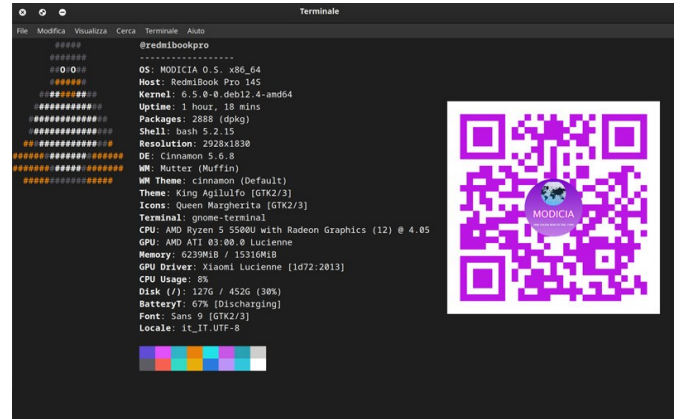 Terminale
File Modifica Visualizza Cerca Terminale Aiuto
@redmibookpro
-----------------
OS: MODICIA O.S. x86_64
Host: RedmiBook Pro 14S
Kernel: 6.5.0-0.deb12.4-amd64
Uptime: 1 hour, 18 mins
Packages: 2888 (dpkg)
Shell: bash 5.2.15
Resolution: 2928x1830
DE: Cinnamon 5.6.8
WM: Mutter (Muffin)
WM Theme: cinnamon (Default)
Theme: King Agilulfo [GTK2/3]
Icons: Queen Margherita [GTK2/3]
Terminal: gnome-terminal
CPU: AMD Ryzen 5 5500U with Radeon Graphics (12) @ 4.05
GPU: AMD ATI 03:00.0 Lucienne
Memory: 6239MiB / 15316MiB
GPU Driver: Xiaomi Lucienne [1d72:2013]
CPU Usage: 8%
Disk (/): 127G / 452G (30%)
BatteryT: 67% [Discharging]
Font: Sans 9 [GTK2/3]
Locale: it_IT.UTF-8
MODICIA